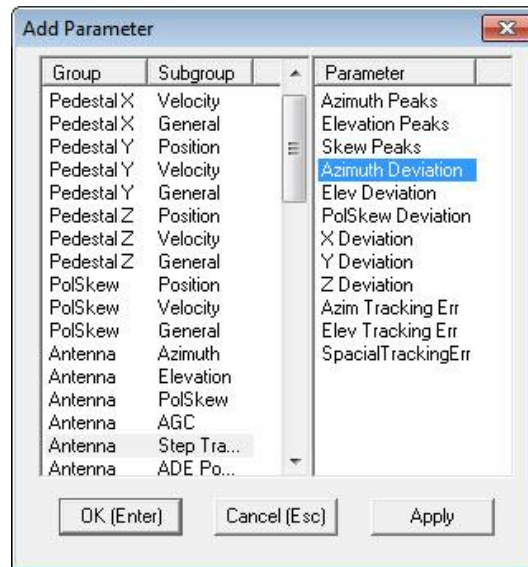 Add Parameter
Group Subgroup
Pedestal X Velocity
Pedestal X General
Pedestal Y Position
Pedestal Y Velocity
Pedestal Y General
Pedestal Z Position
Pedestal Z Velocity
Pedestal Z General
PolSkew Position
PolSkew Velocity
PolSkew General
Antenna Azimuth
Antenna Elevation
Antenna PolSkew
Antenna AGC
Antenna Step Tra...
Antenna ADE Po...
Parameter
Azimuth Peaks
Elevation Peaks
Skew Peaks
Azimuth Deviation
Elev Deviation
PolSkew Deviation
X Deviation
Y Deviation
Z Deviation
Azim Tracking Err
Elev Tracking Err
SpacialTrackingErr
OK (Enter) Cancel (Esc) Apply